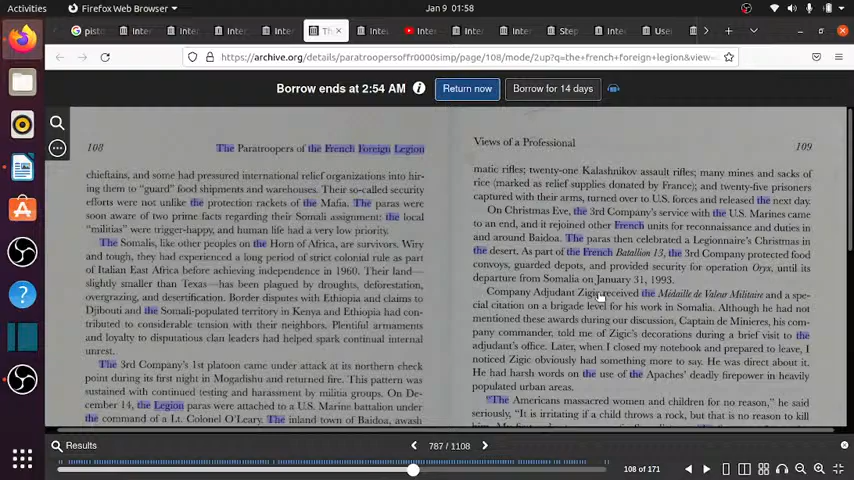 Activities
Firefox Web Browser
Jan 9 01:58
pist
Inter
Inter
Inter
Th
Inte
Int
Inte
Inte
Step
Inte
Use
https://archive.org/details/paratroopersoffr0000simp/page/108/mode/2up?q=the+french+foreign+legion&view=
Borrow ends at 2:54 AM
Return now
Borrow for 14 days
108
The Paratroopers of the French Foreign Legion
chieftains, and some had pressured international relief organizations into hir-
ing them to "guard" food shipments and warehouses. Their so-called security
efforts were not unlike the protection rackets of the Mafia. The paras were
soon aware of two prime facts regarding their Somali assignment: the local
"militias" were trigger-happy, and human life had a very low priority.
The Somalis, like other peoples on the Horn of Africa, are survivors. Wiry
and tough, they had experienced a long period of strict colonial rule as part
of Italian East Africa before achieving independence in 1960. Their land—
slightly smaller than Texas—has been plagued by droughts, deforestation,
overgrazing, and desertification. Border disputes with Ethiopia and claims to
Djibouti and the Somali-populated territory in Kenya and Ethiopia had con-
tributed to considerable tension with their neighbors. Plentiful armaments
and loyalty to disputatious clan leaders had helped spark continual internal
unrest.
The 3rd Company's 1st platoon came under attack at its northern check
point during its first night in Mogadishu and returned fire. This pattern was
sustained with continued testing and harassment by militia groups. On De-
cember 14, the Legion paras were attached to a U.S. Marine battalion under
the command of a Lt. Colonel O'Leary. The inland town of Baidoa, awash
Views of a Professional
109
matic rifles; twenty-one Kalashnikov assault rifles; many mines and sacks of
rice (marked as relief supplies donated by France); and twenty-five prisoners
captured with their arms, turned over to U.S. forces and released the next day.
On Christmas Eve, the 3rd Company's service with the U.S. Marines came
to an end, and it rejoined other French units for reconnaissance and duties in
and around Baidoa. The paras then celebrated a Legionnaire's Christmas in
the desert. As part of the French Batallion 13, the 3rd Company protected food
convoys, guarded depots, and provided security for operation Oryx, until its
departure from Somalia on January 31, 1993.
Company Adjudant Zigic received the Médaille de Valeur Militaire and a spe-
cial citation on a brigade level for his work in Somalia. Although he had not
mentioned these awards during our discussion, Captain de Minieres, his com-
pany commander, told me of Zigic's decorations during a brief visit to the
adjudant's office. Later, when I closed my notebook and prepared to leave, I
noticed Zigic obviously had something more to say. He was direct about it.
He had harsh words on the use of the Apaches' deadly firepower in heavily
populated urban areas.
"The Americans massacred women and children for no reason," he said
seriously, "It is irritating if a child throws a rock, but that is no reason to kill
Results
787 / 1108
108 of 171